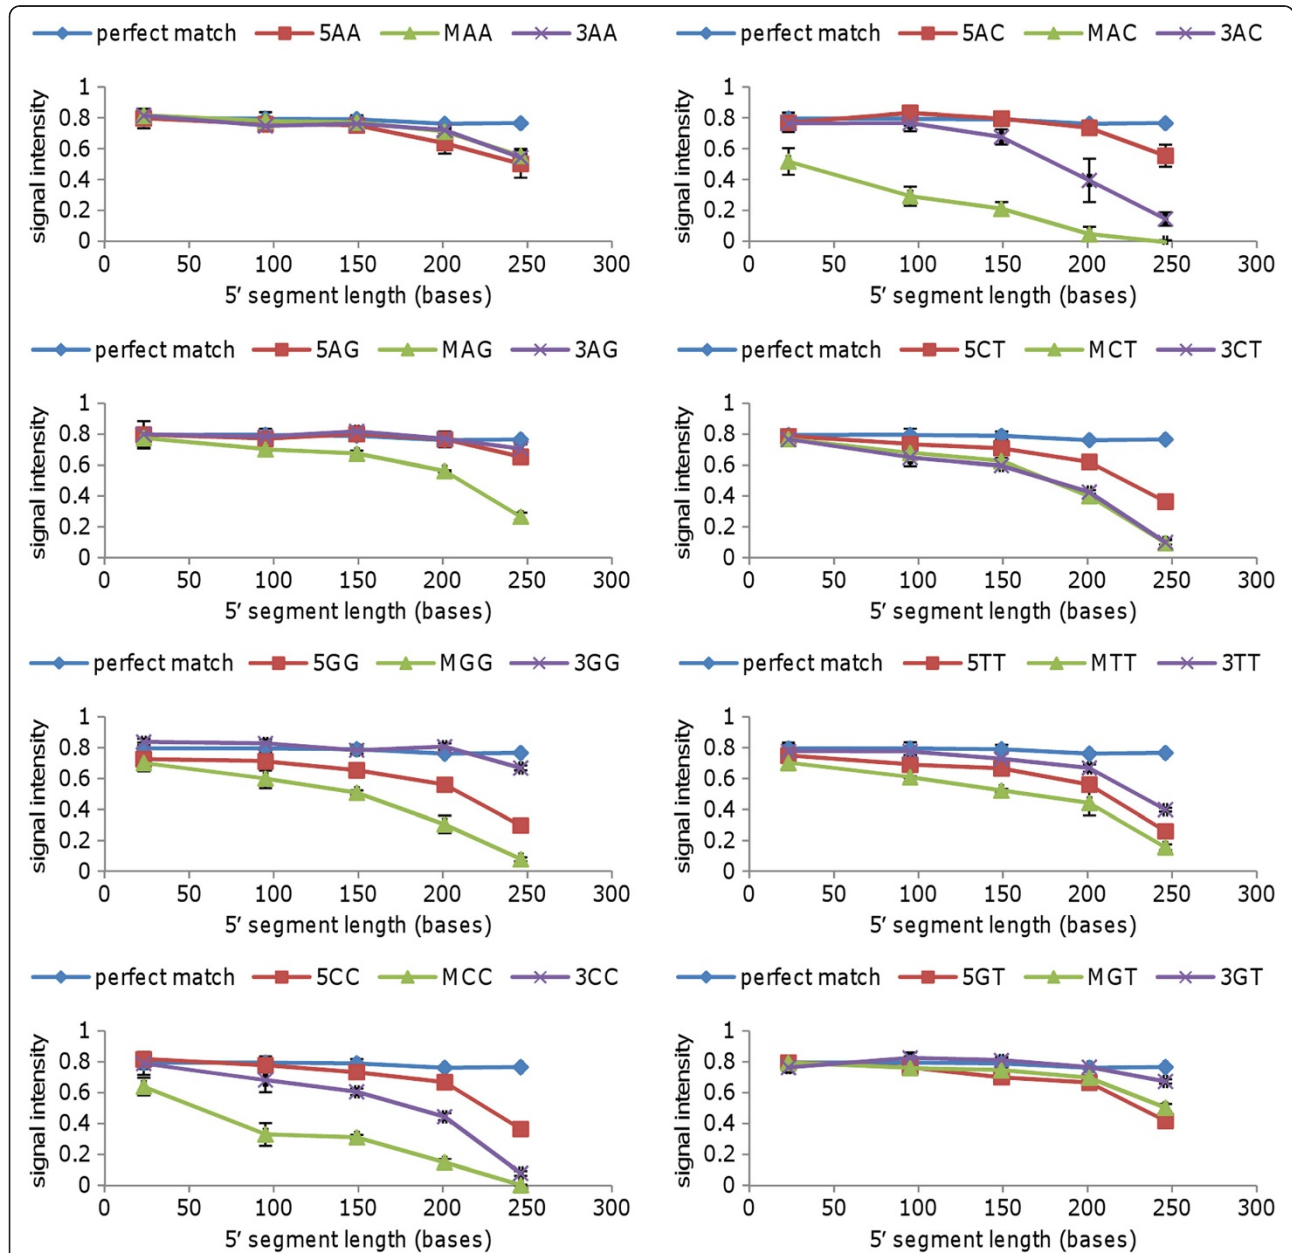 perfect match 5AA MAA 3AA
signal intensity
1
0.8
0.6
0.4
0.2
0
0 50 100 150 200 250 300
5’ segment length (bases)
perfect match 5AC MAC 3AC
signal intensity
1
0.8
0.6
0.4
0.2
0
0 50 100 150 200 250 300
5’ segment length (bases)
perfect match 5AG MAG 3AG
signal intensity
1
0.8
0.6
0.4
0.2
0
0 50 100 150 200 250 300
5’ segment length (bases)
perfect match 5CT MCT 3CT
signal intensity
1
0.8
0.6
0.4
0.2
0
0 50 100 150 200 250 300
5’ segment length (bases)
perfect match 5GG MGG 3GG
signal intensity
1
0.8
0.6
0.4
0.2
0
0 50 100 150 200 250 300
5’ segment length (bases)
perfect match 5TT MTT 3TT
signal intensity
1
0.8
0.6
0.4
0.2
0
0 50 100 150 200 250 300
5’ segment length (bases)
perfect match 5CC MCC 3CC
signal intensity
1
0.8
0.6
0.4
0.2
0
0 50 100 150 200 250 300
5’ segment length (bases)
perfect match 5GT MGT 3GT
signal intensity
1
0.8
0.6
0.4
0.2
0
0 50 100 150 200 250 300
5’ segment length (bases)